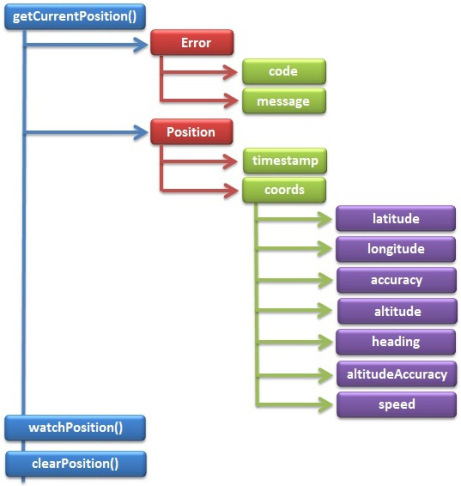 getCurrentPosition()
Error
code
message
Position
timestamp
coords
latitude
longitude
accuracy
altitude
heading
altitudeAccuracy
speed
watchPosition()
clearPosition()